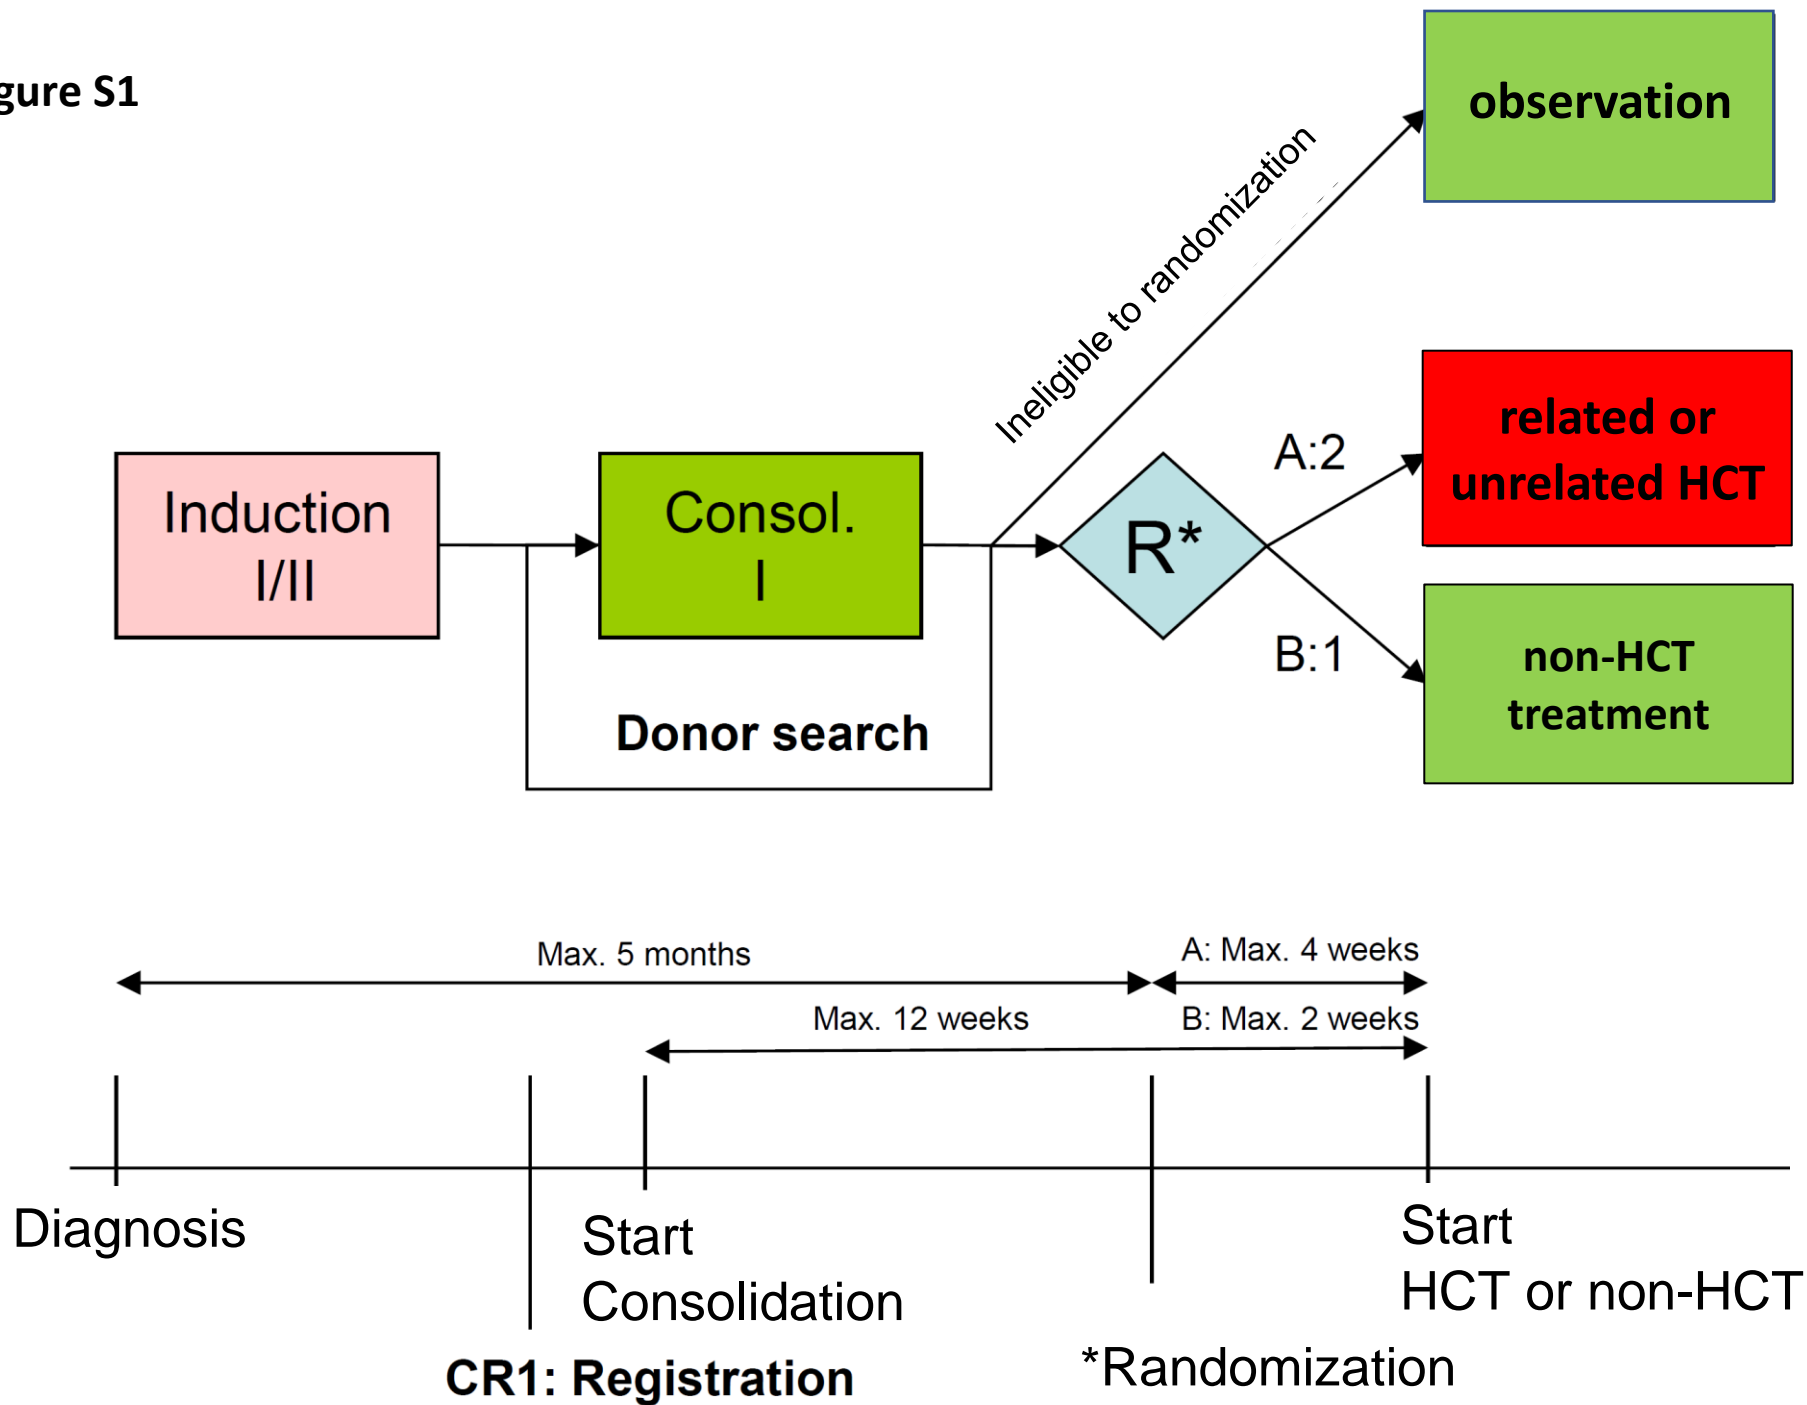 gure S1
observation
Ineligible to randomization
related or
unrelated HCT
A:2
Induction
I/II
Consol.
I
R*
B:1
non-HCT
treatment
Donor search
Max. 5 months
A: Max. 4 weeks
Max. 12 weeks
B: Max. 2 weeks
Diagnosis
Start
Consolidation
Start
HCT or non-HCT
CR1: Registration
*Randomization